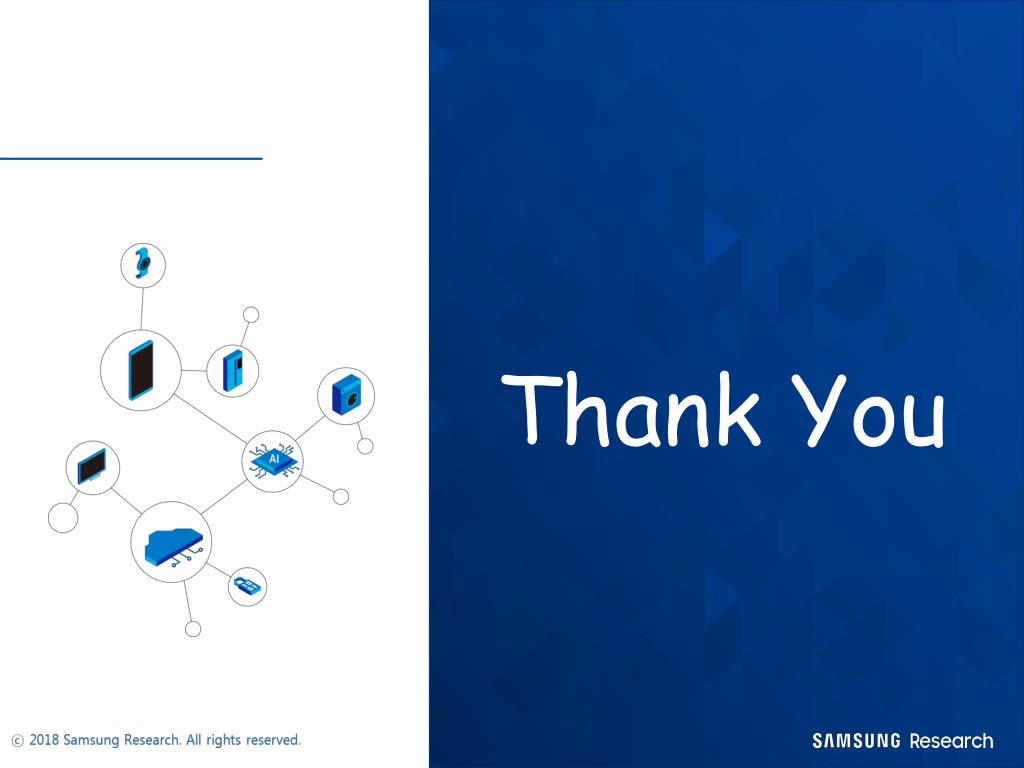 AI
Thank You
ⓒ 2018 Samsung Research. All rights reserved.
SAMSUNG Research